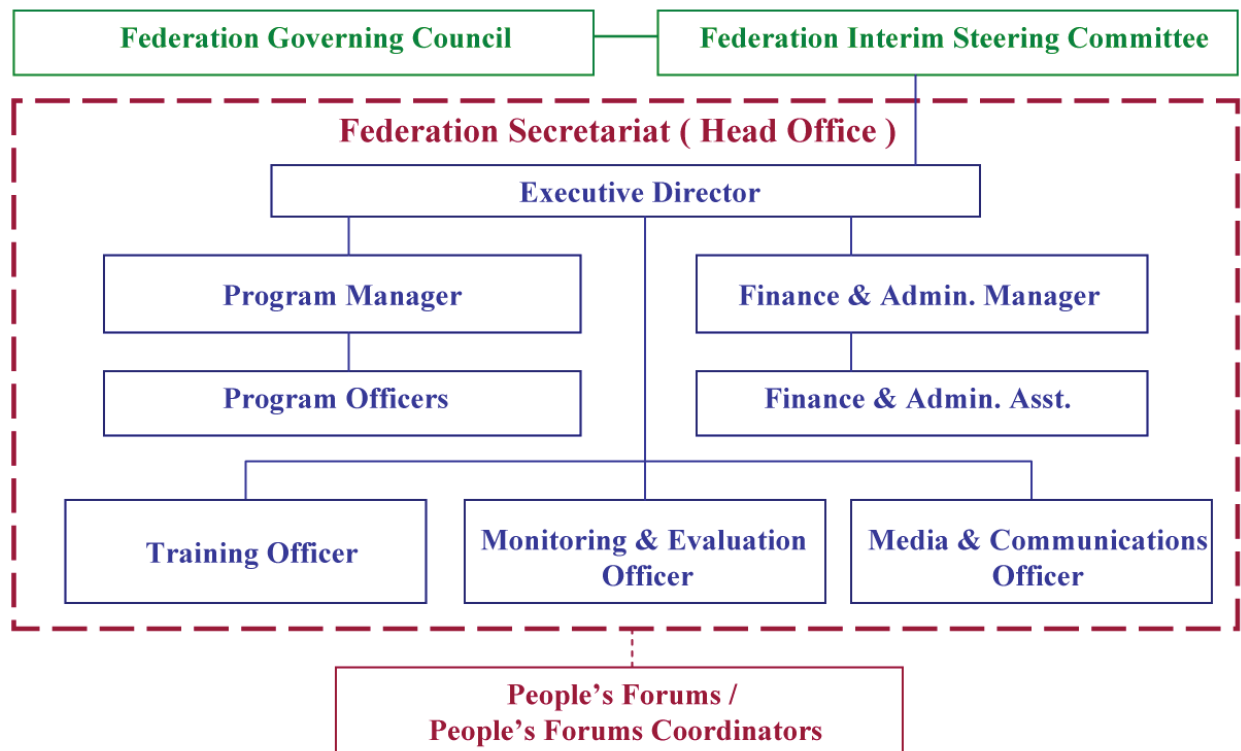 Federation Governing Council
Federation Interim Steering Committee
Federation Secretariat ( Head Office )
Executive Director
Program Manager
Finance & Admin. Manager
Program Officers
Finance & Admin. Asst.
Training Officer
Monitoring & Evaluation
Officer
Media & Communications
Officer
People’s Forums /
People’s Forums Coordinators